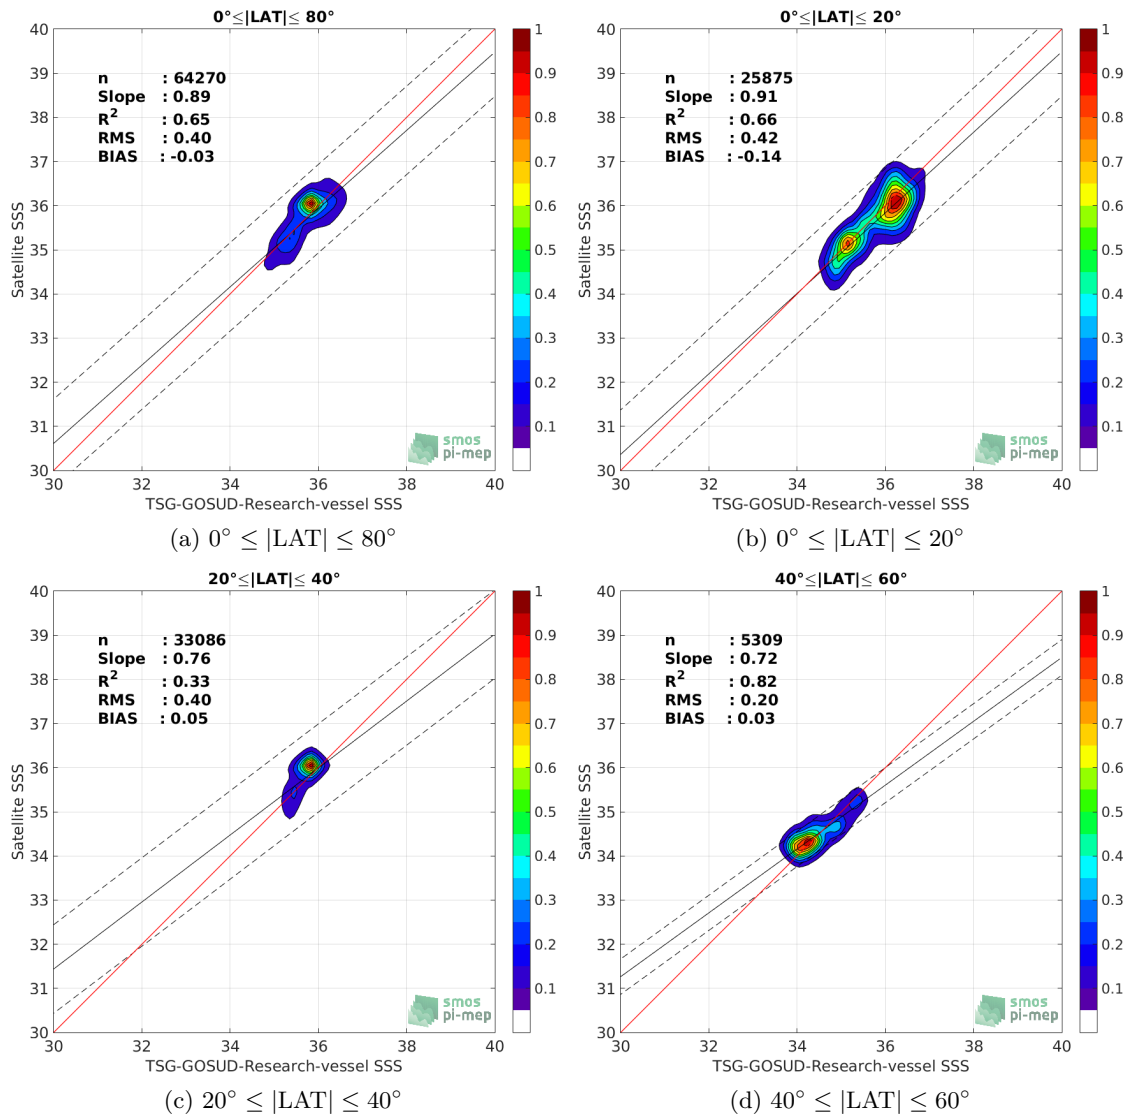 0°≤|LAT|≤ 80°
40
39
38
37
36
35
34
33
32
31
30
Satellite SSS
n : 64270
Slope : 0.89
R² : 0.65
RMS : 0.40
BIAS : -0.03
smos
pi-mep
30 32 34 36 38 40
TSG-GOSUD-Research-vessel SSS
1
0.9
0.8
0.7
0.6
0.5
0.4
0.3
0.2
0.1
(a) 0° ≤ |LAT| ≤ 80°
0°≤|LAT|≤ 20°
40
39
38
37
36
35
34
33
32
31
30
Satellite SSS
n : 25875
Slope : 0.91
R² : 0.66
RMS : 0.42
BIAS : -0.14
smos
pi-mep
30 32 34 36 38 40
TSG-GOSUD-Research-vessel SSS
1
0.9
0.8
0.7
0.6
0.5
0.4
0.3
0.2
0.1
(b) 0° ≤ |LAT| ≤ 20°
20°≤|LAT|≤ 40°
40
39
38
37
36
35
34
33
32
31
30
Satellite SSS
n : 33086
Slope : 0.76
R² : 0.33
RMS : 0.40
BIAS : 0.05
smos
pi-mep
30 32 34 36 38 40
TSG-GOSUD-Research-vessel SSS
1
0.9
0.8
0.7
0.6
0.5
0.4
0.3
0.2
0.1
(c) 20° ≤ |LAT| ≤ 40°
40°≤|LAT|≤ 60°
40
39
38
37
36
35
34
33
32
31
30
Satellite SSS
n : 5309
Slope : 0.72
R² : 0.82
RMS : 0.20
BIAS : 0.03
smos
pi-mep
30 32 34 36 38 40
TSG-GOSUD-Research-vessel SSS
1
0.9
0.8
0.7
0.6
0.5
0.4
0.3
0.2
0.1
(d) 40° ≤ |LAT| ≤ 60°